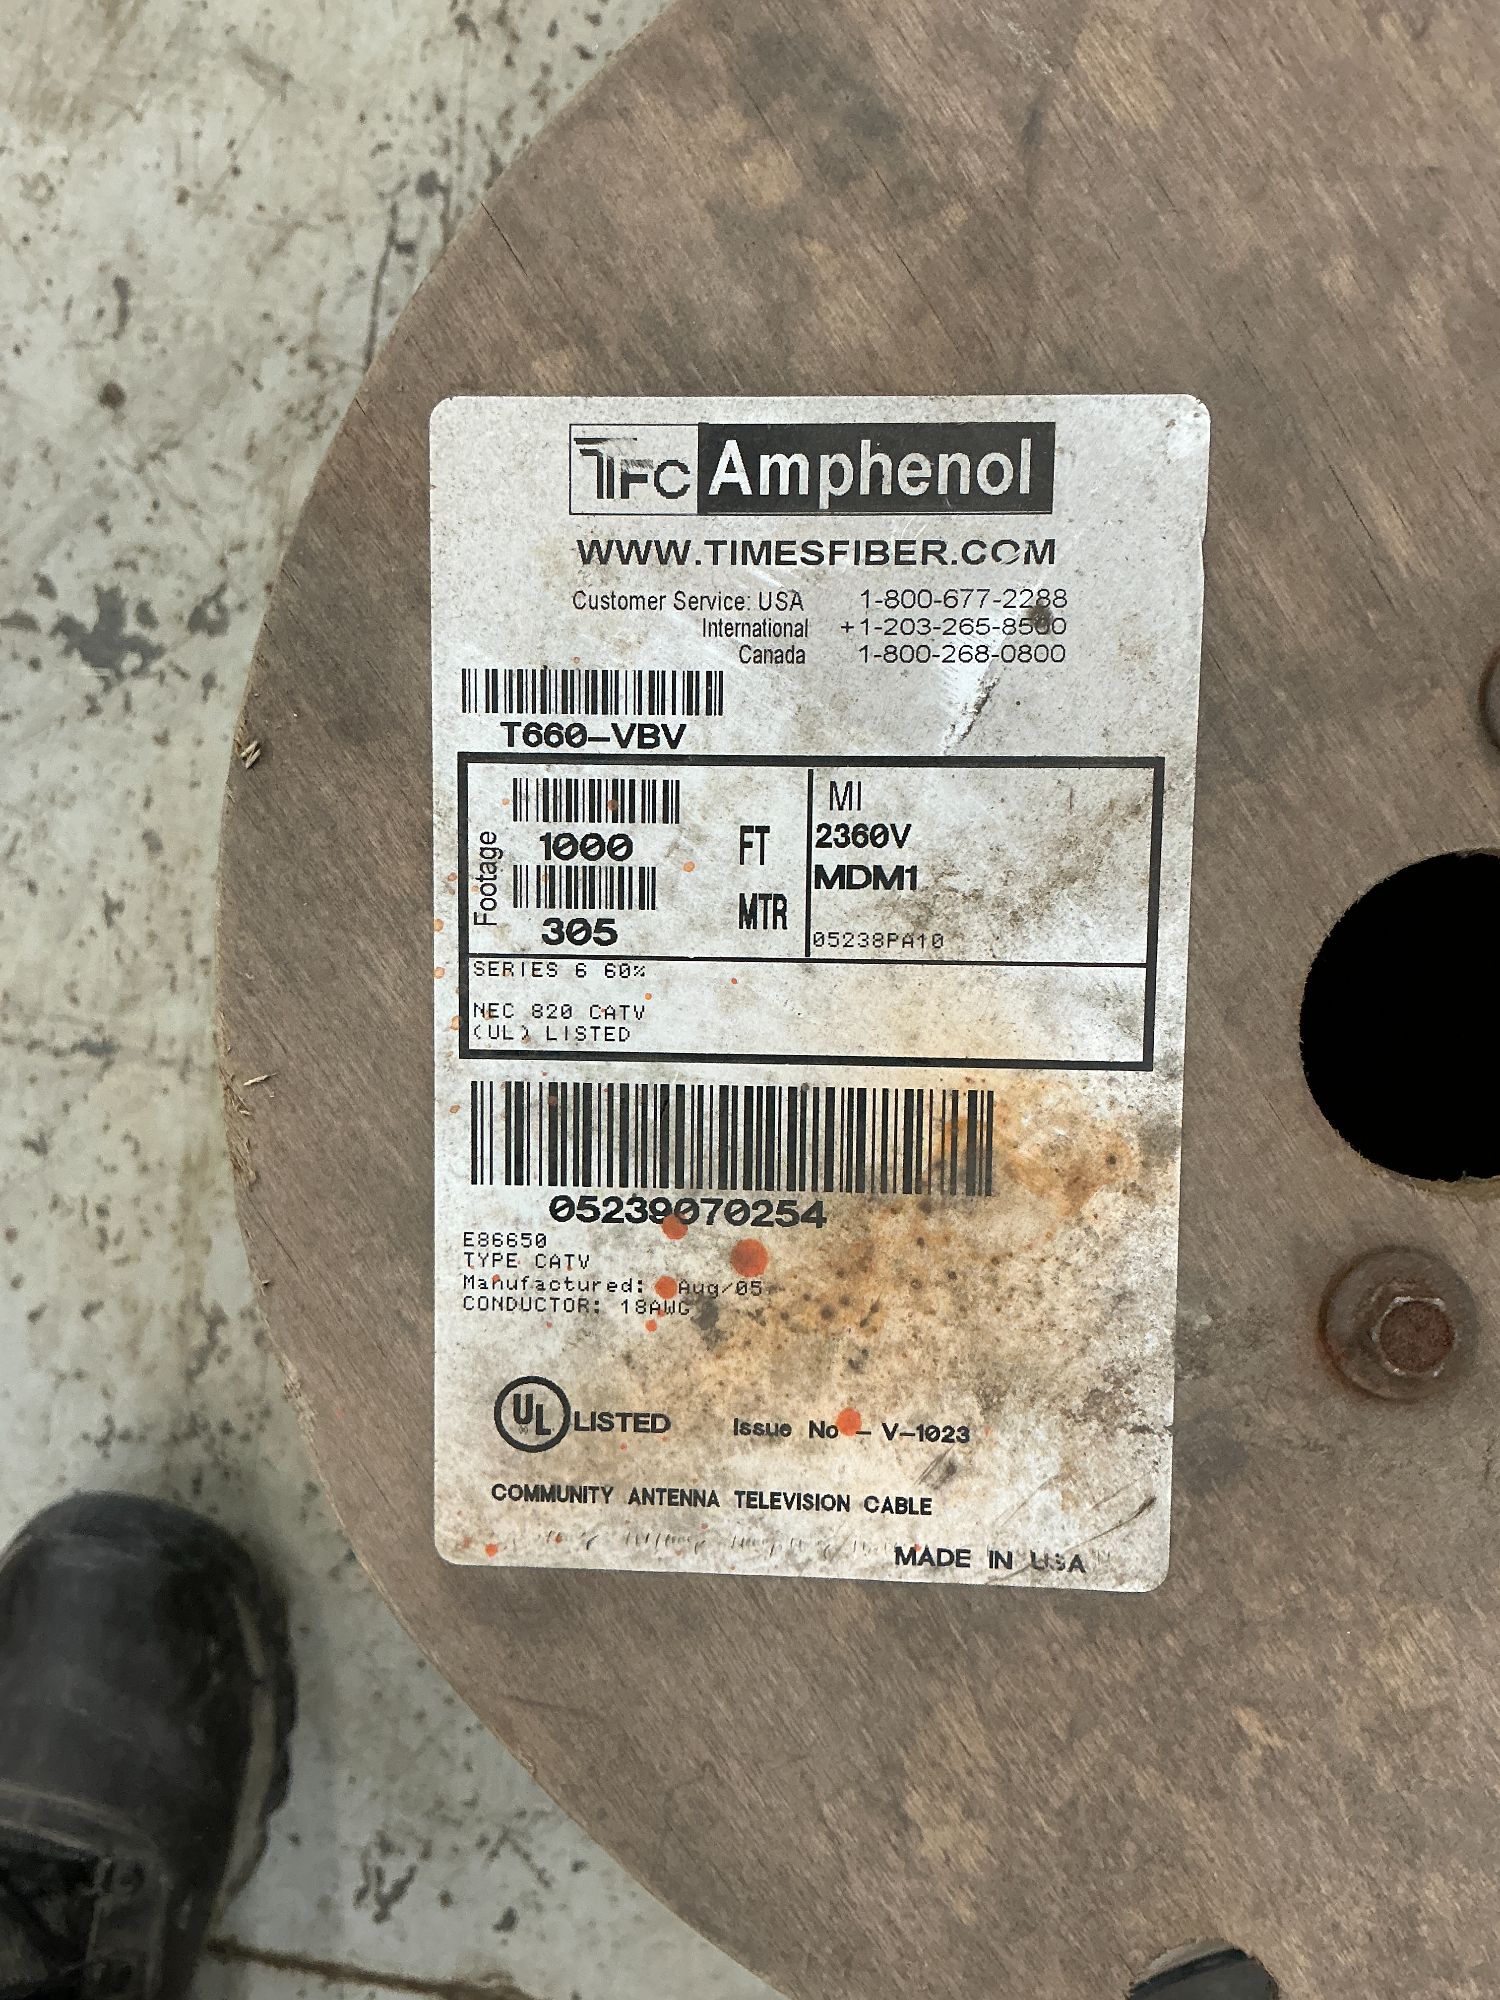 TFC Amphenol
WWW.TIMESFIBER.COM
Customer Service: USA 1-800-677-2288
International +1-203-265-8500
Canada 1-800-268-0800
T660-VBV
Footage
1000 FT
305 MTR
MI
2360V
MDM1
05238PA10
SERIES 6 60%
NEC 820 CATV
(UL) LISTED
05239070254
E86650
TYPE CATV
Manufactured: Aug/05
CONDUCTOR: 18AWG
UL LISTED Issue No - V-1023
COMMUNITY ANTENNA TELEVISION CABLE
MADE IN USA